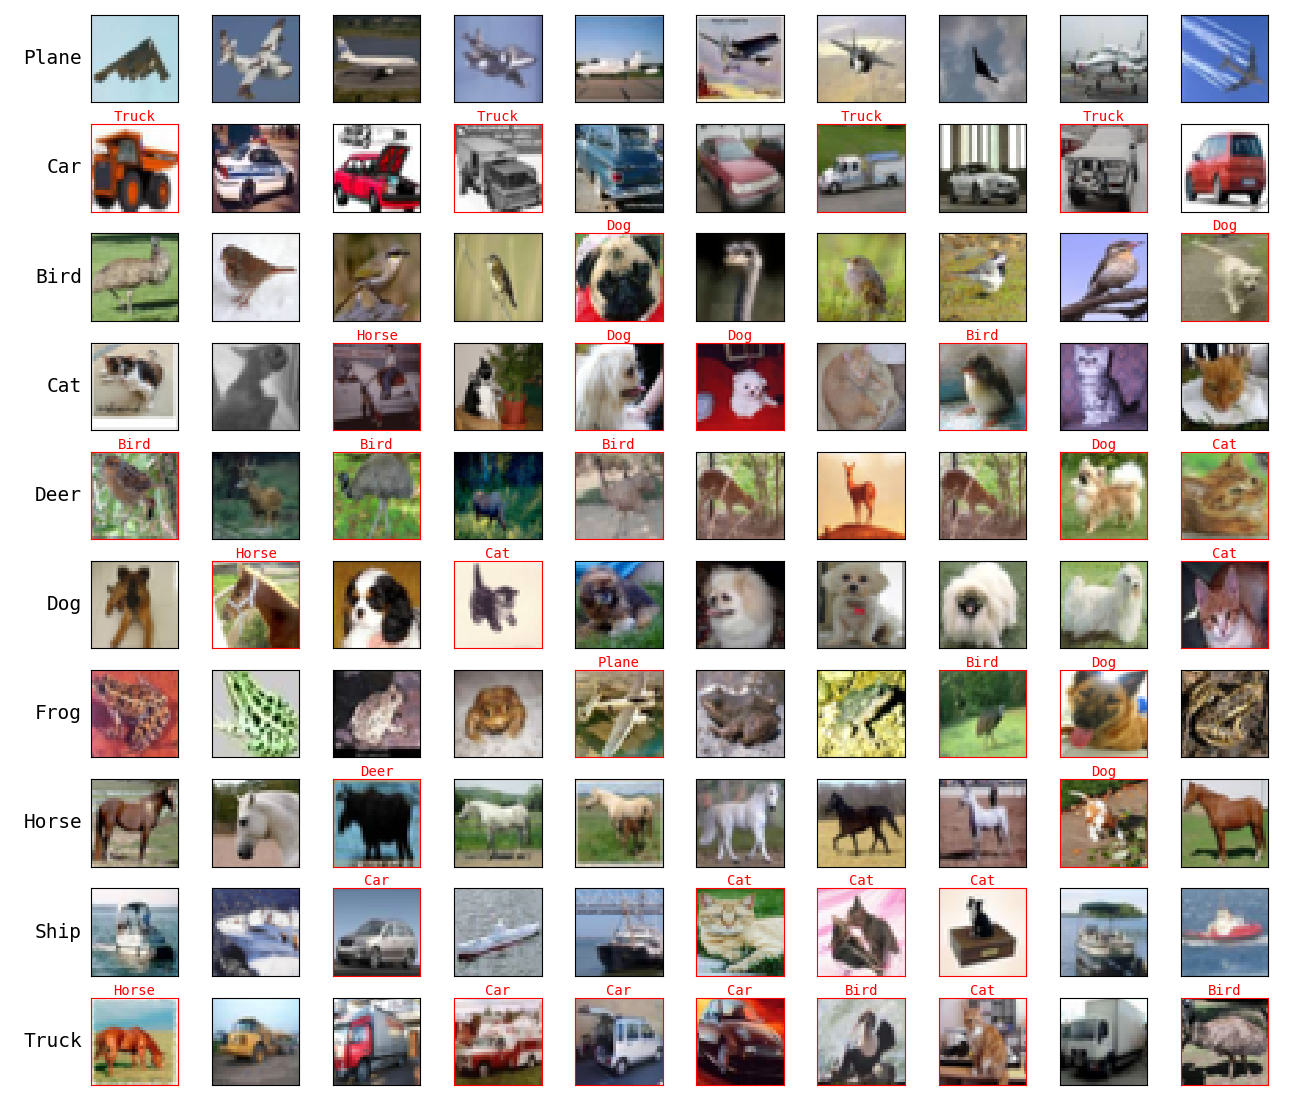 Plane
Truck Truck Truck Truck
Car
Dog Dog
Bird
Horse Dog Dog Bird
Cat
Bird Bird Bird Dog Cat
Deer
Horse Cat Cat
Dog
Plane Bird Dog
Frog
Deer Dog
Horse
Car Cat Cat Cat
Ship
Horse Car Car Car Bird Cat Bird
Truck